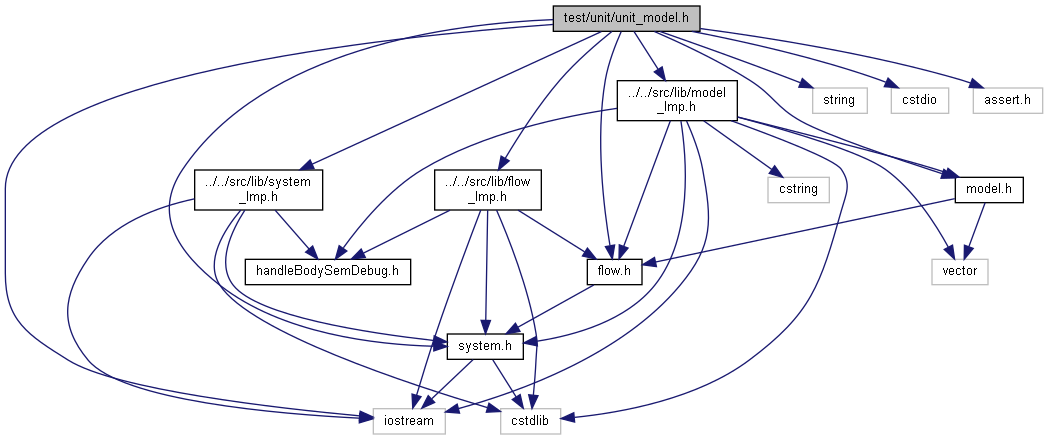 test/unit/unit_model.h
../../src/lib/model
_Imp.h
string
cstdio
assert.h
../../src/lib/system
_Imp.h
../../src/lib/flow
_Imp.h
cstring
model.h
handleBodySemDebug.h
flow.h
vector
system.h
iostream
cstdlib